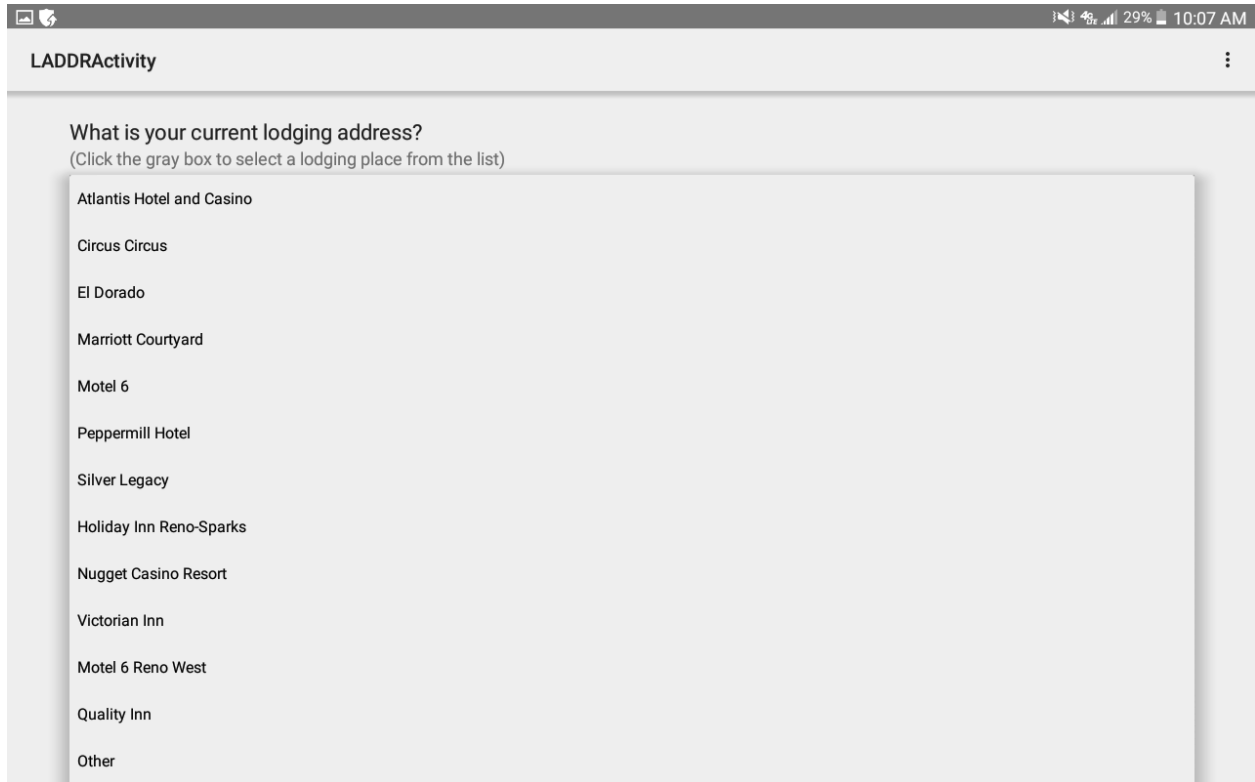 29% 10:07 AM
LADDRActivity
What is your current lodging address?
(Click the gray box to select a lodging place from the list)
Atlantis Hotel and Casino
Circus Circus
El Dorado
Marriott Courtyard
Motel 6
Peppermill Hotel
Silver Legacy
Holiday Inn Reno-Sparks
Nugget Casino Resort
Victorian Inn
Motel 6 Reno West
Quality Inn
Other